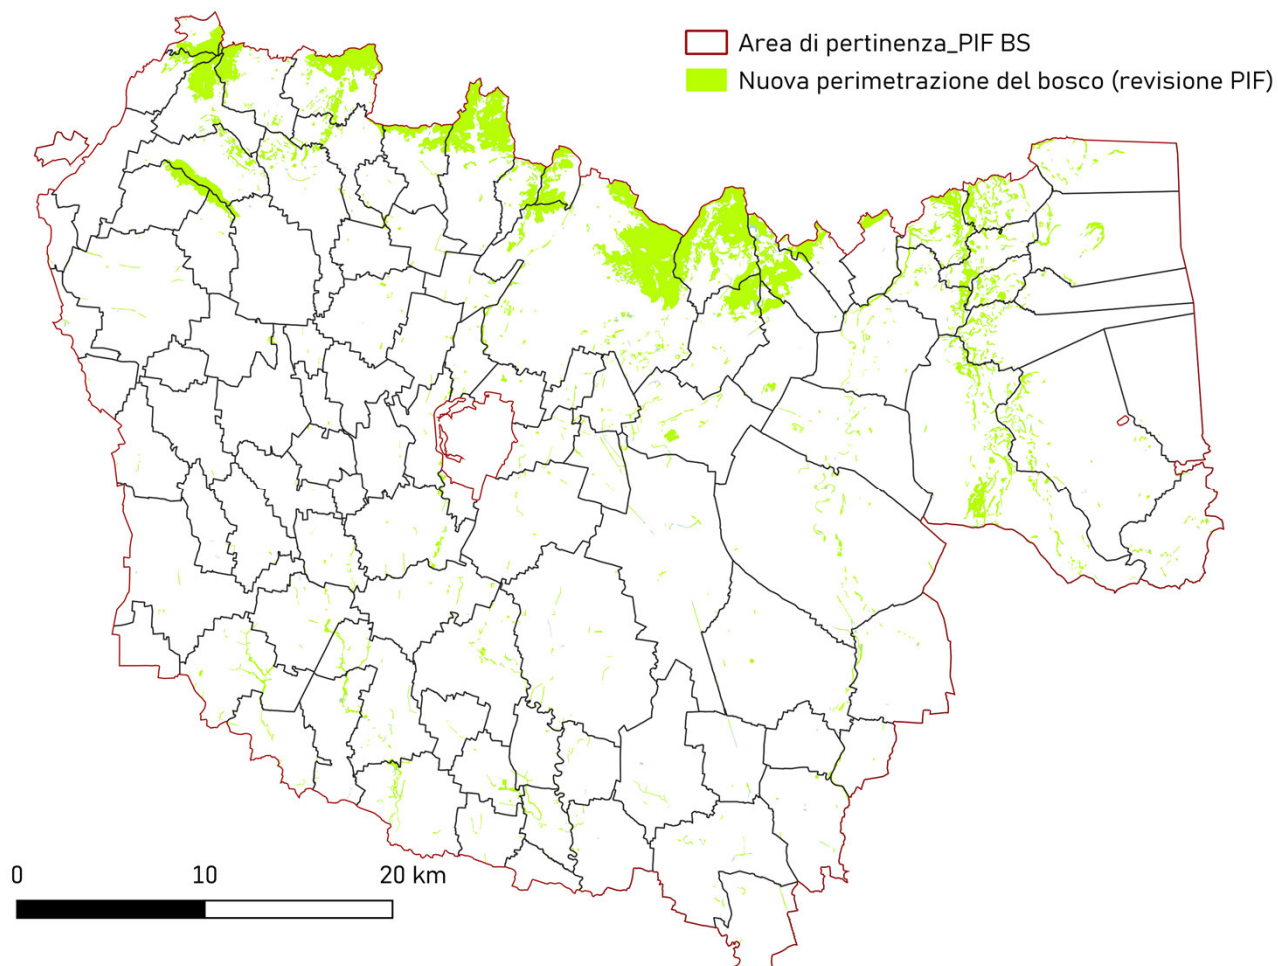 Area di pertinenza_PIF BS
Nuova perimetrazione del bosco (revisione PIF)
0 10 20 km